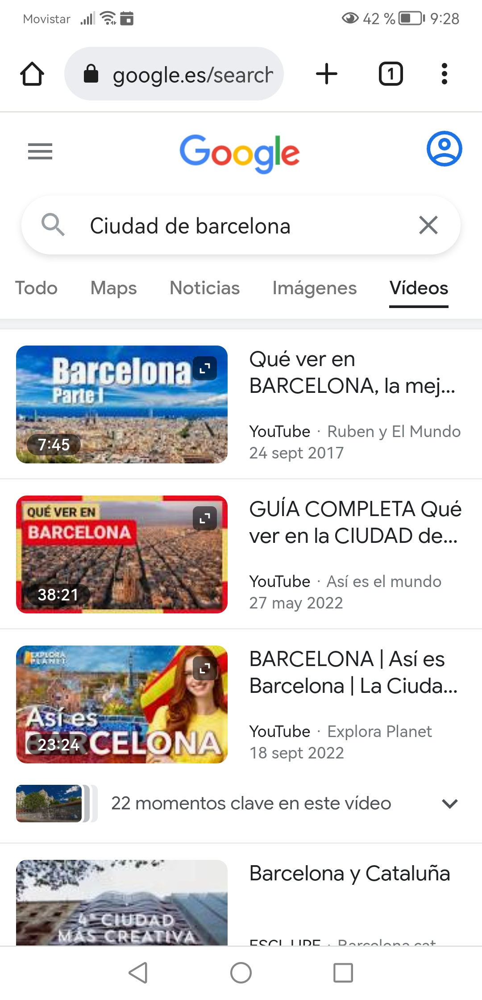 Movistar
42 %
9:28
google.es/search
1
Google
Ciudad de barcelona
Todo Maps Noticias Imágenes Vídeos
Barcelona
Parte I
7:45
Qué ver en
BARCELONA, la mej...
YouTube · Ruben y El Mundo
24 sept 2017
QUÉ VER EN
BARCELONA
38:21
GUÍA COMPLETA Qué
ver en la CIUDAD de...
YouTube · Así es el mundo
27 may 2022
EXPLORA
PLANET
Así es
BARCELONA
23:24
BARCELONA | Así es
Barcelona | La Ciuda...
YouTube · Explora Planet
18 sept 2022
22 momentos clave en este vídeo
4ª CIUDAD
MÁS CREATIVA
Barcelona y Cataluña
· Barcelona.cat